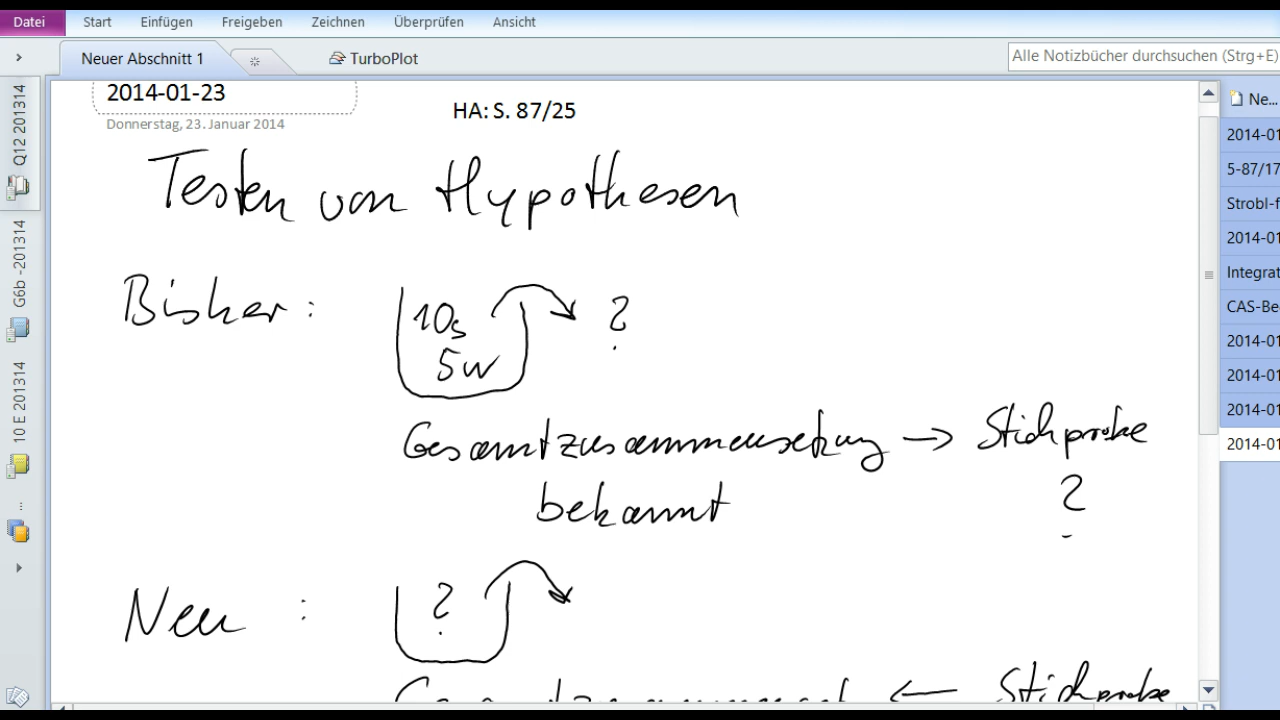 Datei Start Einfügen Freigeben Zeichnen Überprüfen Ansicht
Neuer Abschnitt 1 TurboPlot Alle Notizbücher durchsuchen (Strg+E)
2014-01-23
Donnerstag, 23. Januar 2014
HA: S. 87/25
Testen von Hypothesen
Bisher: 10s ?
5w
Gesamtzusammensetzung → Stichprobe
bekannt ?
Neu : ?
← Stichprobe
Q12 201314
G6b -201314
10 E 201314
...
Ne...
2014-01
5-87/17
Strobl-f
2014-01
Integrat
CAS-Be
2014-01
2014-01
2014-01
2014-01